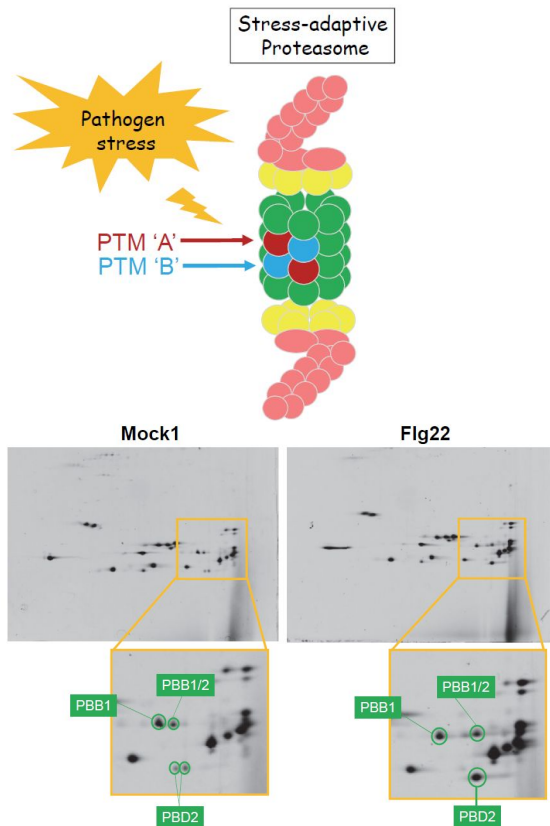 Stress-adaptive
Proteasome
Pathogen
stress
PTM ‘A’
PTM ‘B’
Mock1
Flg22
PBB1
PBB1/2
PBD2
PBB1
PBB1/2
PBD2